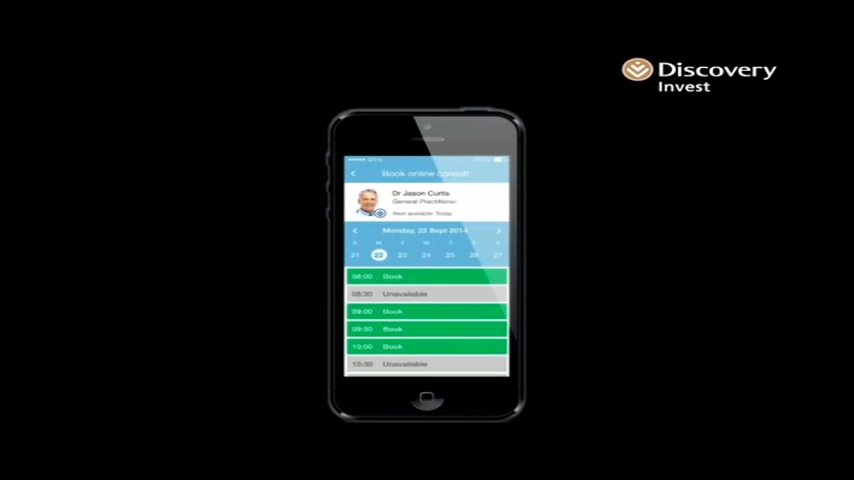 Discovery
Invest
MTN
Book online consult
Dr Jason Curtis
General Practitioner
Next available: Today
Monday, 22 Sept 2014
S M T W T F S
21 22 23 24 25 26 27
08:00 Book
08:30 Unavailable
09:00 Book
09:30 Book
10:00 Book
10:30 Unavailable